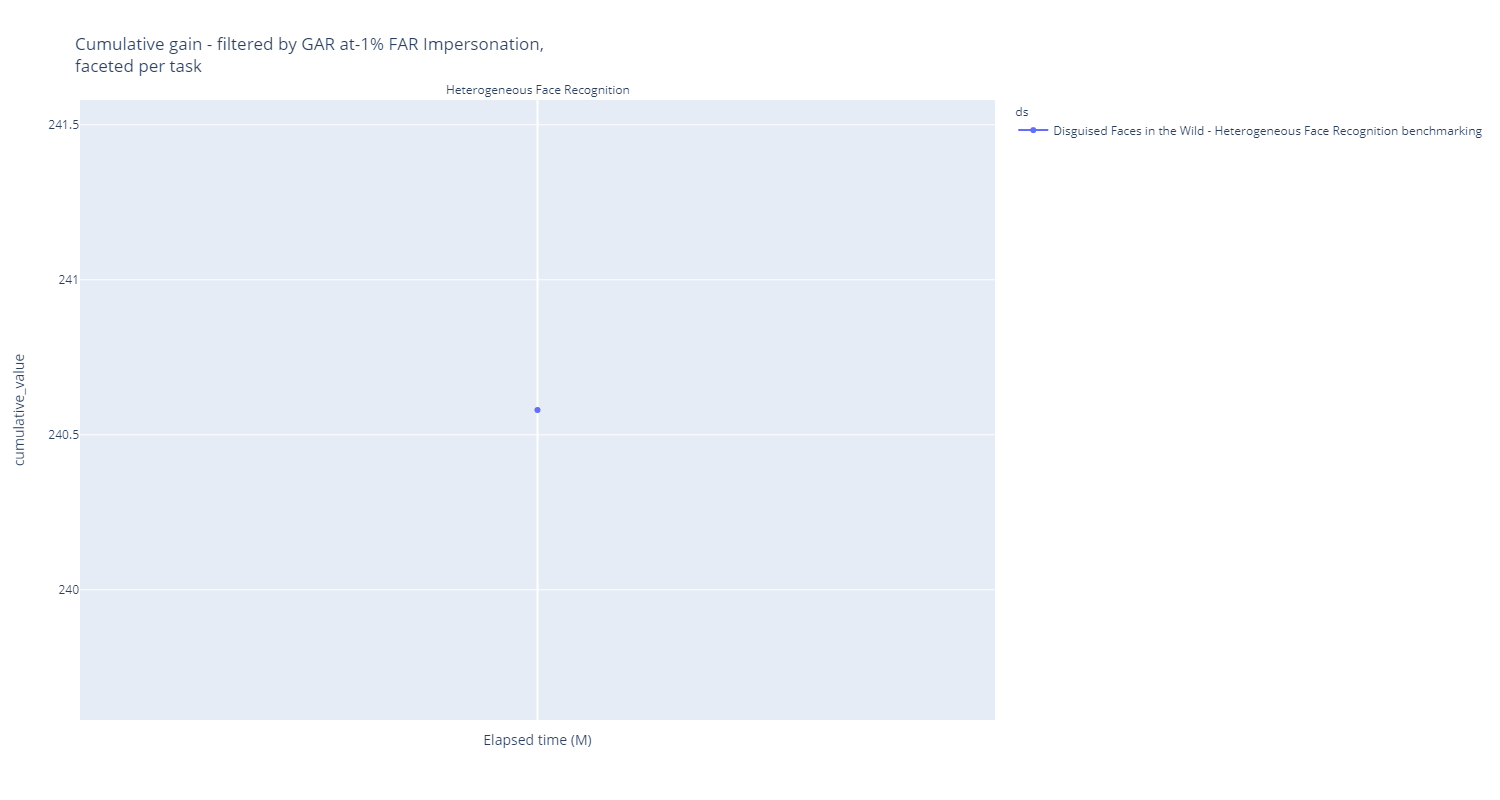 Cumulative gain - filtered by GAR at-1% FAR Impersonation,
faceted per task
Heterogeneous Face Recognition
ds
Disguised Faces in the Wild - Heterogeneous Face Recognition benchmarking
241.5
241
240.5
240
cumulative_value
Elapsed time (M)